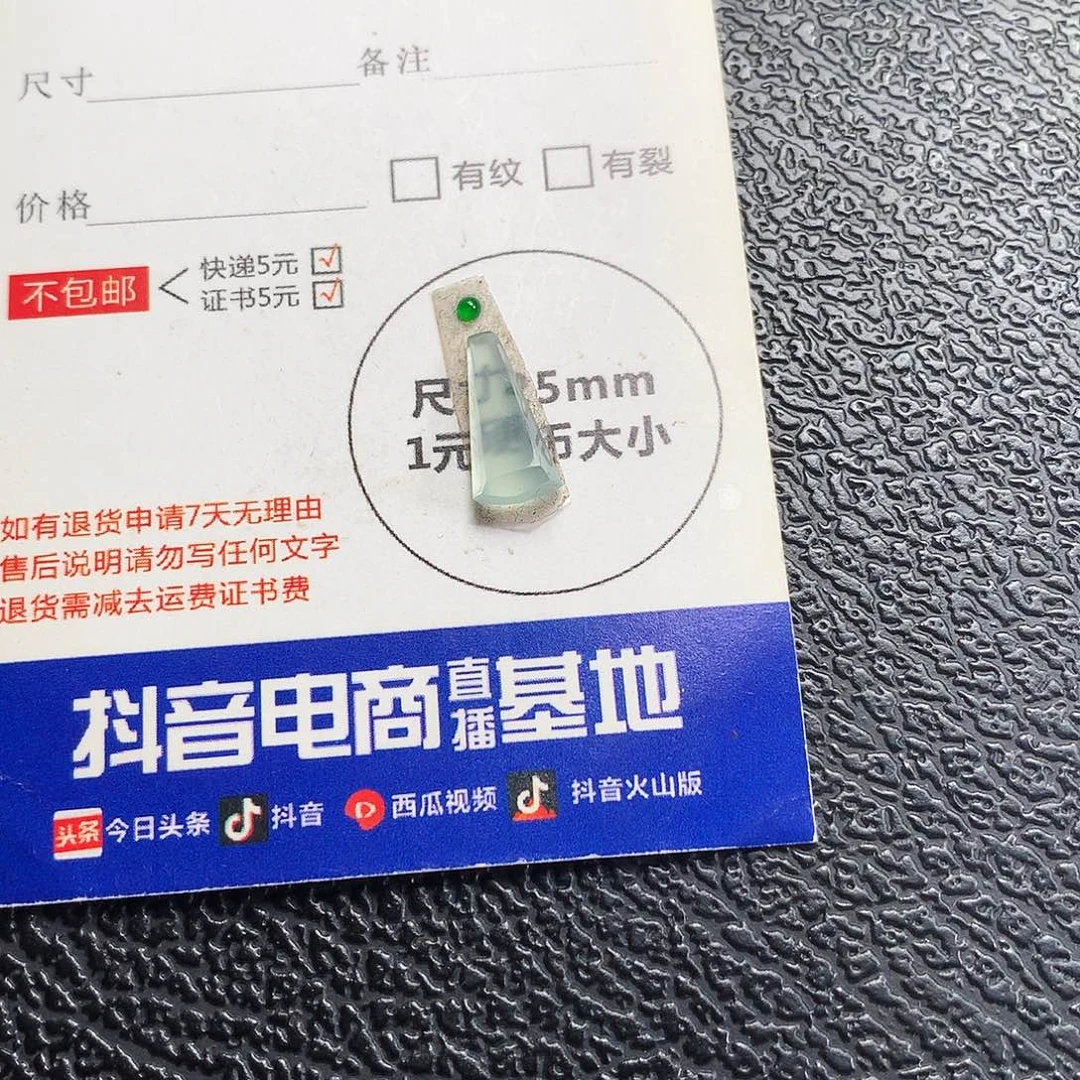 尺寸 备注
价格 有纹 有裂
不包邮 快递5元
证书5元
尺寸 5mm
1元 币大小
如有退货申请7天无理由
售后说明请勿写任何文字
退货需减去运费证书费
抖音电商直播基地
头条 今日头条 抖音 西瓜视频 抖音火山版